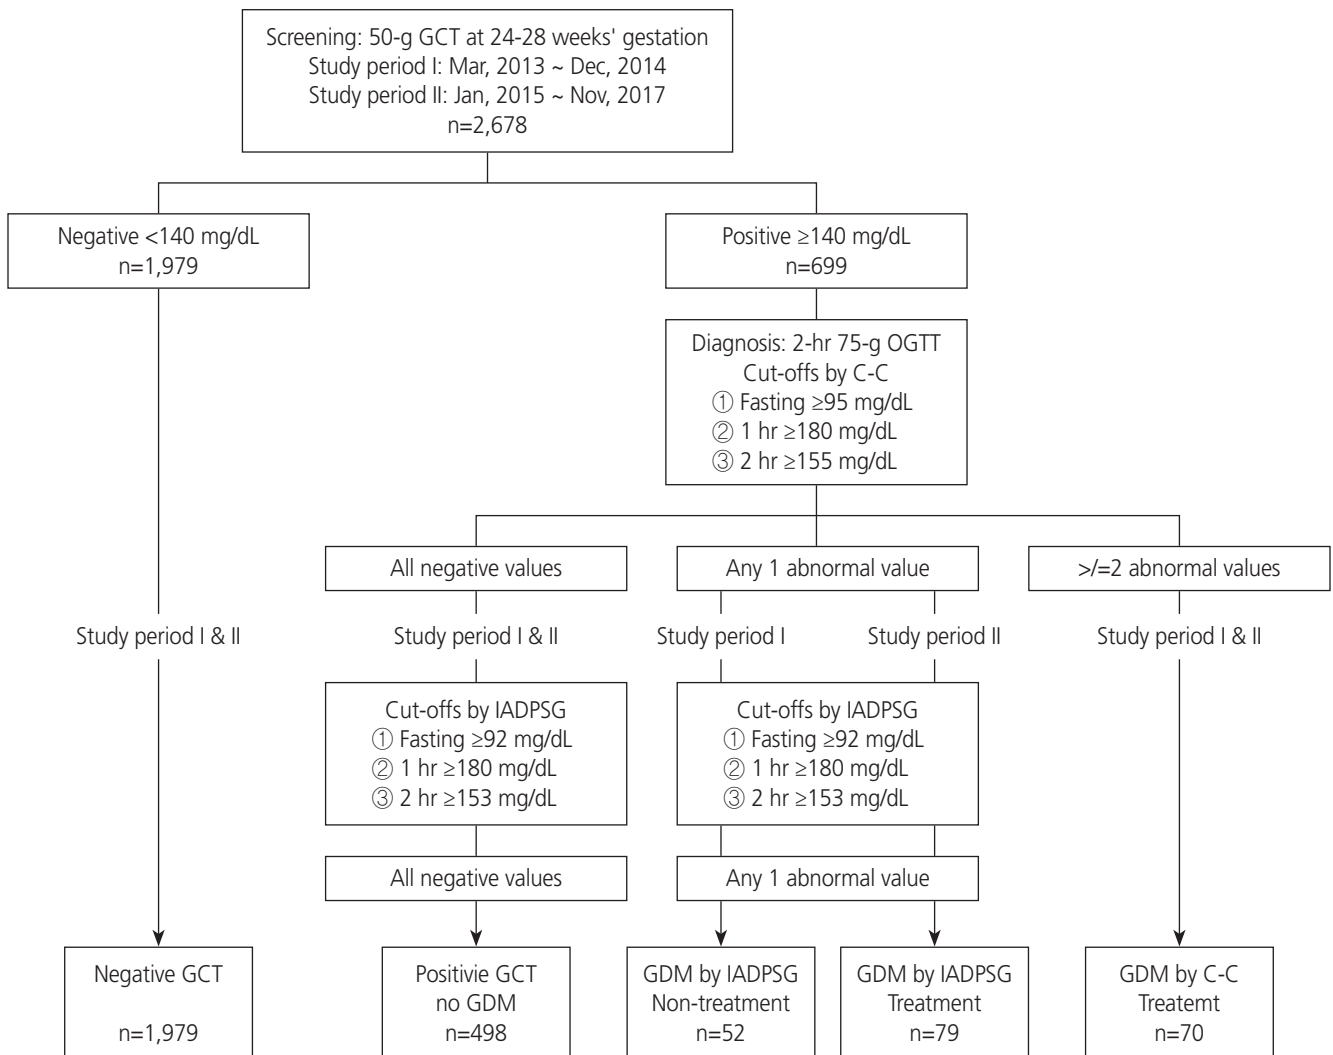 Screening: 50-g GCT at 24-28 weeks' gestation
Study period I: Mar, 2013 ~ Dec, 2014
Study period II: Jan, 2015 ~ Nov, 2017
n=2,678
Negative <140 mg/dL
n=1,979
Positive ≥140 mg/dL
n=699
Diagnosis: 2-hr 75-g OGTT
Cut-offs by C-C
① Fasting ≥95 mg/dL
② 1 hr ≥180 mg/dL
③ 2 hr ≥155 mg/dL
All negative values
Any 1 abnormal value
>/=2 abnormal values
Study period I & II
Study period I & II
Study period I
Study period II
Study period I & II
Cut-offs by IADPSG
① Fasting ≥92 mg/dL
② 1 hr ≥180 mg/dL
③ 2 hr ≥153 mg/dL
Cut-offs by IADPSG
① Fasting ≥92 mg/dL
② 1 hr ≥180 mg/dL
③ 2 hr ≥153 mg/dL
All negative values
Any 1 abnormal value
Negative GCT
n=1,979
Positivie GCT
no GDM
n=498
GDM by IADPSG
Non-treatment
n=52
GDM by IADPSG
Treatment
n=79
GDM by C-C
Treatemt
n=70